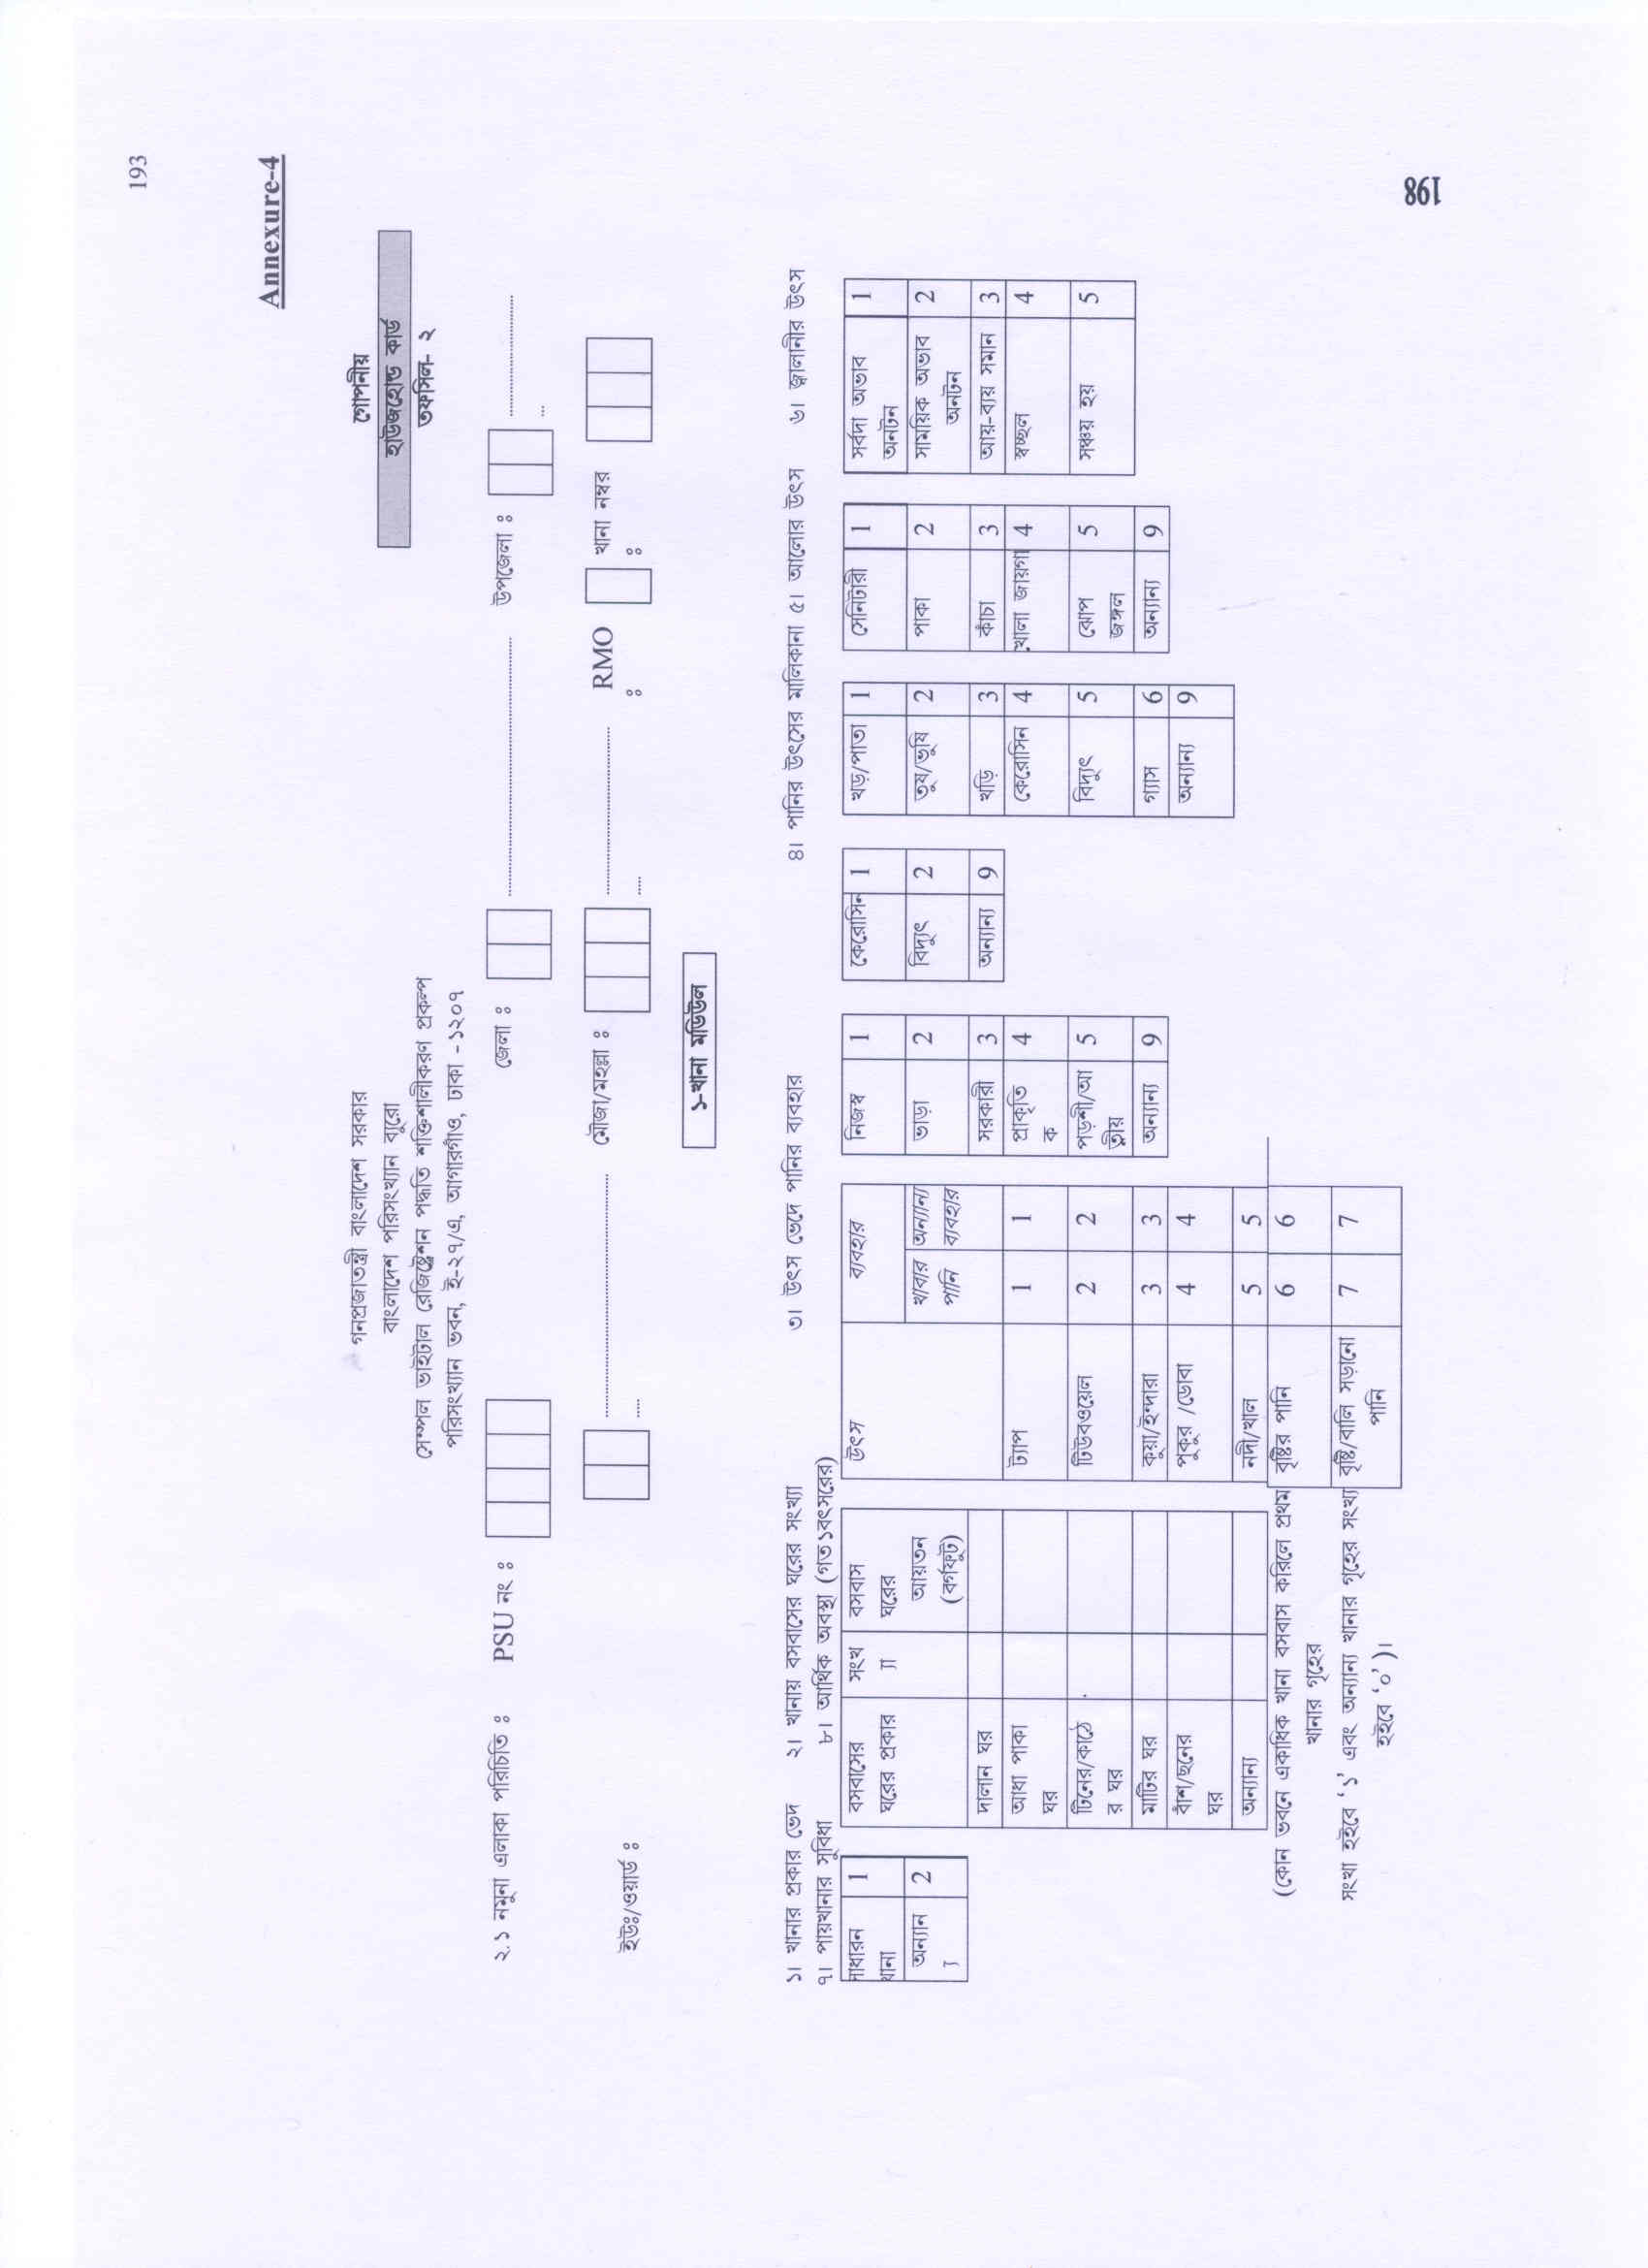 193
Annexure-4
গোপনীয়
হাউজহোল্ড কার্ড
তফসিল- ২
গনপ্রজাতন্ত্রী বাংলাদেশ সরকার
বাংলাদেশ পরিসংখ্যান ব্যুরো
সেম্পল ভাইটাল রেজিষ্ট্রেশন পদ্ধতি শক্তিশালীকরণ প্রকল্প
পরিসংখ্যান ভবন, ই-২৭/এ, আগারগাঁও, ঢাকা -১২০৭
২.১ নমুনা এলাকা পরিচিতি ঃ PSU নং ঃ জেলা ঃ .................... উপজেলা ঃ ....................
ইউঃ/ওয়ার্ড ঃ .................... মৌজা/মহল্লা ঃ .................... RMO ঃ খানা নম্বর ঃ
১-খানা মডিউল
১। খানার প্রকার ভেদ ২। খানায় বসবাসের ঘরের সংখ্যা ৩। উৎস ভেদে পানির ব্যবহার ৪। পানির উৎসের মালিকানা ৫। আলোর উৎস ৬। জ্বালানীর উৎস
৭। পায়খানার সুবিধা ৮। আর্থিক অবস্থা (গত ১বৎসরের)
সাধারন খানা 1
অন্যান্য 2
বসবাসের ঘরের প্রকার সংখ্যা বসবাস ঘরের আয়তন (বর্গফুট)
দালান ঘর
আধা পাকা ঘর
টিনের/কাঠের ঘর
মাটির ঘর
বাঁশ/ছনের ঘর
অন্যান্য
(কোন ভবনে একাধিক খানা বসবাস করিলে প্রথম
খানার গৃহের
সংখা হইবে ‘১’ এবং অন্যান্য খানার গৃহের সংখ্য
হইবে ‘০’)।
উৎস ব্যবহার
খাবার পানি অন্যান্য ব্যবহার
ট্যাপ 1 1
টিউবওয়েল 2 2
কূয়া/ইন্দারা 3 3
পুকুর /ডোবা 4 4
নদী/খাল 5 5
বৃষ্টির পানি 6 6
বৃষ্টি/বালি সড়ানো পানি 7 7
নিজস্ব 1
ভাড়া 2
সরকারী 3
প্রাকৃতিক 4
পড়শী/আত্নীয় 5
অন্যান্য 9
কেরোসিন 1
বিদ্যুৎ 2
অন্যান্য 9
খড়/পাতা 1
তুষ/ভূষি 2
খড়ি 3
কেরোসিন 4
বিদ্যুৎ 5
গ্যাস 6
অন্যান্য 9
সেনিটারী 1
পাকা 2
কাঁচা 3
খোলা জায়গা 4
ঝোপ জঙ্গল 5
অন্যান্য 9
সর্বদা অভাব অনটন 1
সাময়িক অভাব অনটন 2
আয়-ব্যয় সমান 3
স্বচ্ছল 4
সঞ্চয় হয় 5
198